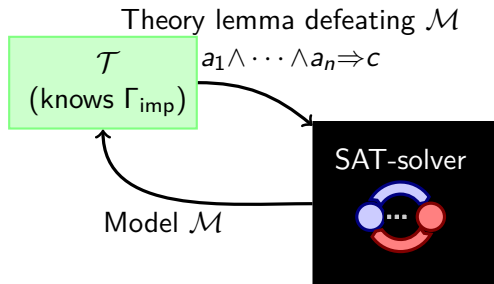 Theory lemma defeating ℳ
𝒯
a₁∧⋯∧aₙ⇒c
(knows Γ_imp)
SAT-solver
...
Model ℳ